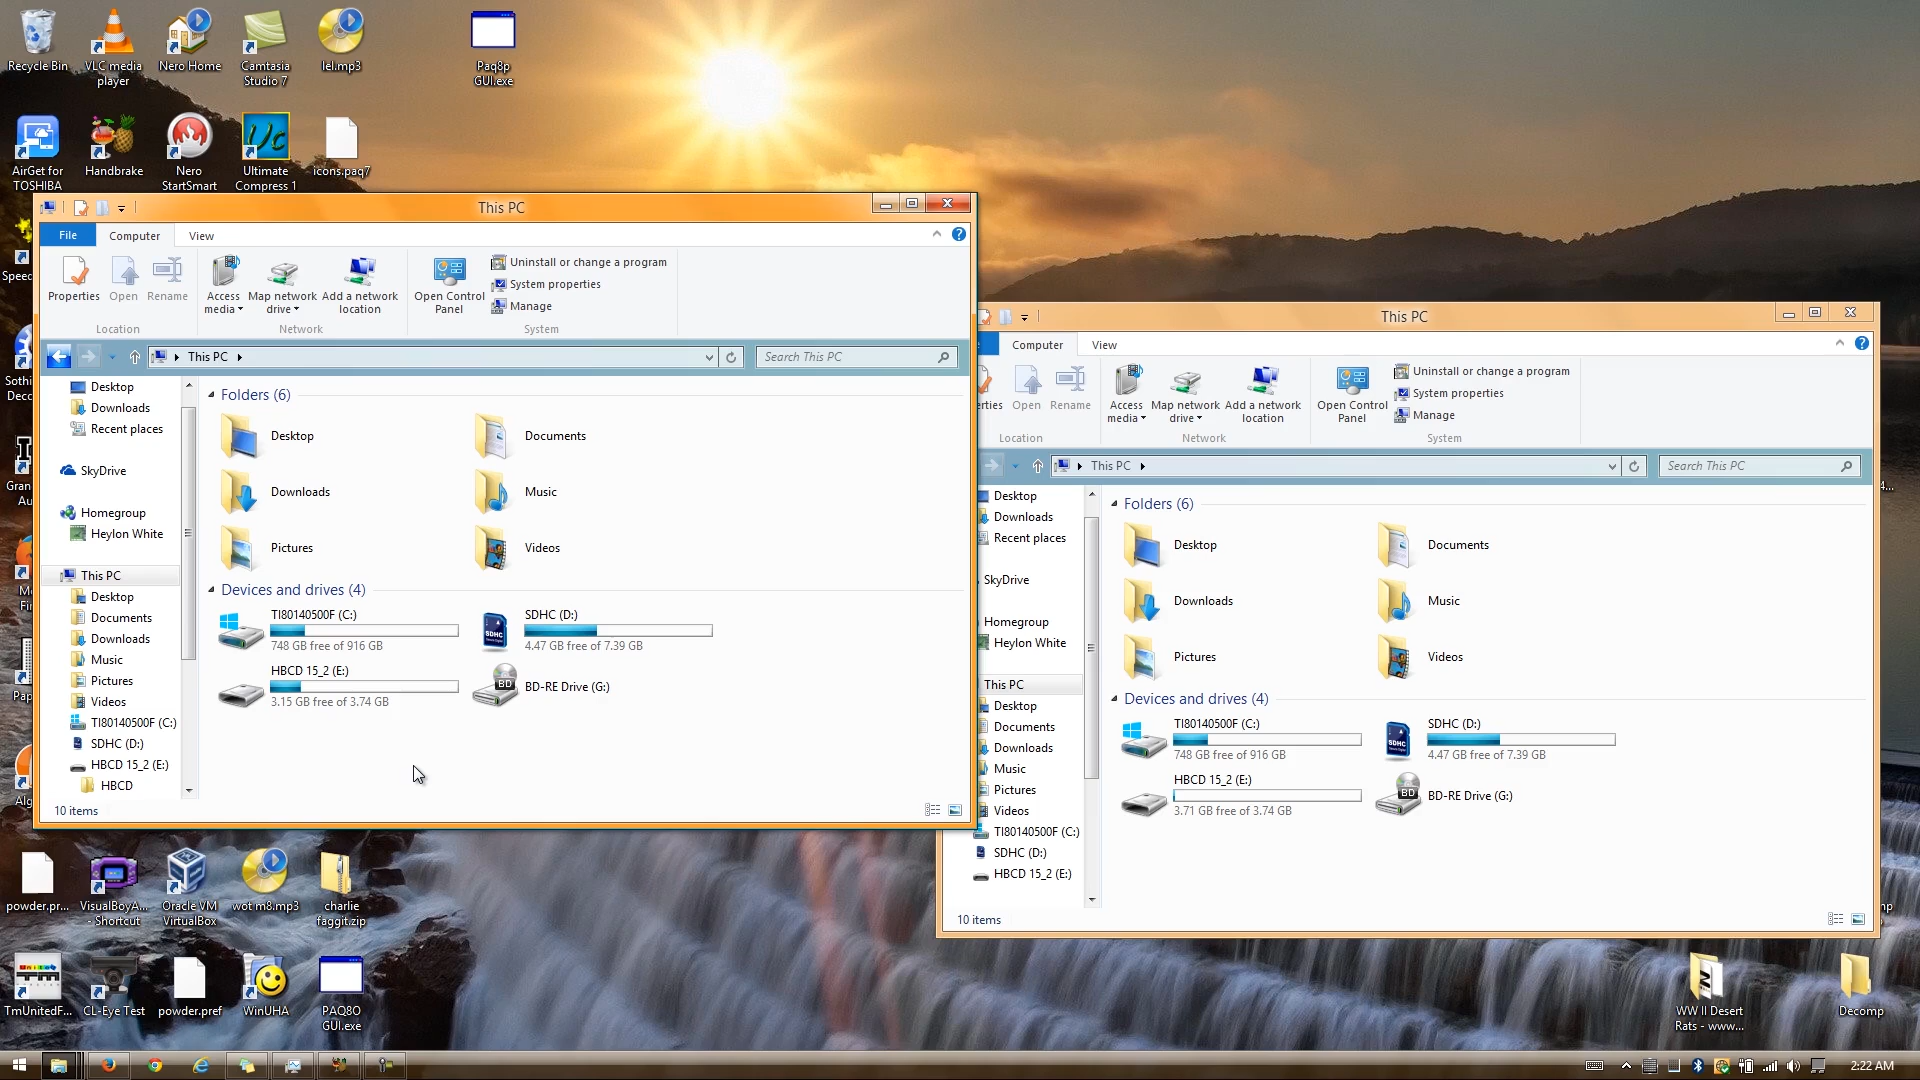 Recycle Bin
VLC media
player
Nero Home
Camtasia
Studio 7
lel.mp3
Paq8p
GUI.exe
AirGet for
TOSHIBA
Handbrake
Nero
StartSmart
Ultimate
Compress 1
icons.paq7
This PC
File
Computer
View
Properties
Open
Rename
Access
media
Map network
drive
Add a network
location
Open Control
Panel
Uninstall or change a program
System properties
Manage
Location
Network
System
This PC
Search This PC
Desktop
Downloads
Recent places
SkyDrive
Homegroup
Heylon White
This PC
Desktop
Documents
Downloads
Music
Pictures
Videos
TI80140500F (C:)
SDHC (D:)
HBCD 15_2 (E:)
HBCD
Folders (6)
Desktop
Documents
Downloads
Music
Pictures
Videos
Devices and drives (4)
TI80140500F (C:)
748 GB free of 916 GB
SDHC (D:)
4.47 GB free of 7.39 GB
HBCD 15_2 (E:)
3.15 GB free of 3.74 GB
BD-RE Drive (G:)
10 items
This PC
Computer
View
Open
Rename
Access
media
Map network
drive
Add a network
location
Open Control
Panel
Uninstall or change a program
System properties
Manage
Location
Network
System
This PC
Search This PC
Desktop
Downloads
Recent places
SkyDrive
Homegroup
Heylon White
This PC
Desktop
Documents
Downloads
Music
Pictures
Videos
TI80140500F (C:)
SDHC (D:)
HBCD 15_2 (E:)
Folders (6)
Desktop
Documents
Downloads
Music
Pictures
Videos
Devices and drives (4)
TI80140500F (C:)
748 GB free of 916 GB
SDHC (D:)
4.47 GB free of 7.39 GB
HBCD 15_2 (E:)
3.71 GB free of 3.74 GB
BD-RE Drive (G:)
10 items
powder.pr...
VisualBoyA...
- Shortcut
Oracle VM
VirtualBox
wot m8.mp3
charlie
faggit.zip
TmUnitedF...
CL-Eye Test
powder.pref
WinUHA
PAQ8O
GUI.exe
WW II Desert
Rats - www...
Decomp
2:22 AM